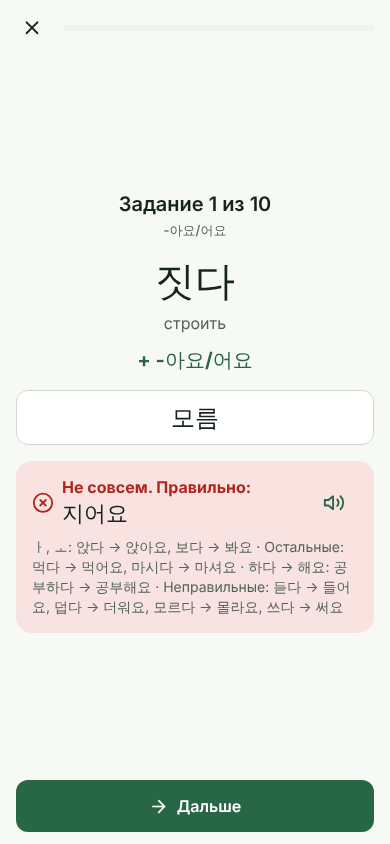 Задание 1 из 10
-아요/어요
짓다
строить
+ -아요/어요
모름
Не совсем. Правильно:
지어요
ㅏ, ㅗ: 앉다 → 앉아요, 보다 → 봐요 · Остальные:
먹다 → 먹어요, 마시다 → 마셔요 · 하다 → 해요: 공
부하다 → 공부해요 · Неправильные: 듣다 → 들어
요, 덥다 → 더워요, 모르다 → 몰라요, 쓰다 → 써요
Дальше